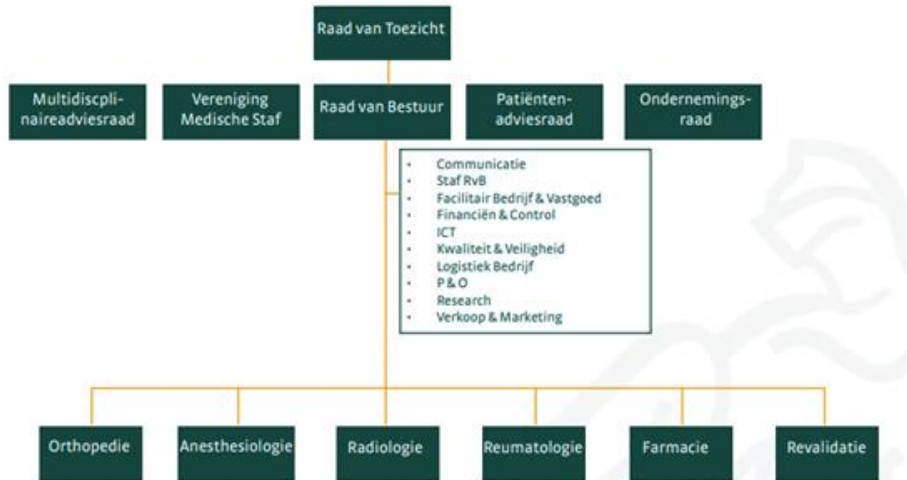 Raad van Toezicht
Multidiscpli-
naireadviesraad
Vereniging
Medische Staf
Raad van Bestuur
Patiënten-
adviesraad
Ondernemings-
raad
• Communicatie
• Staf RvB
• Facilitair Bedrijf & Vastgoed
• Financiën & Control
• ICT
• Kwaliteit & Veiligheid
• Logistiek Bedrijf
• P & O
• Research
• Verkoop & Marketing
Orthopedie
Anesthesiologie
Radiologie
Reumatologie
Farmacie
Revalidatie